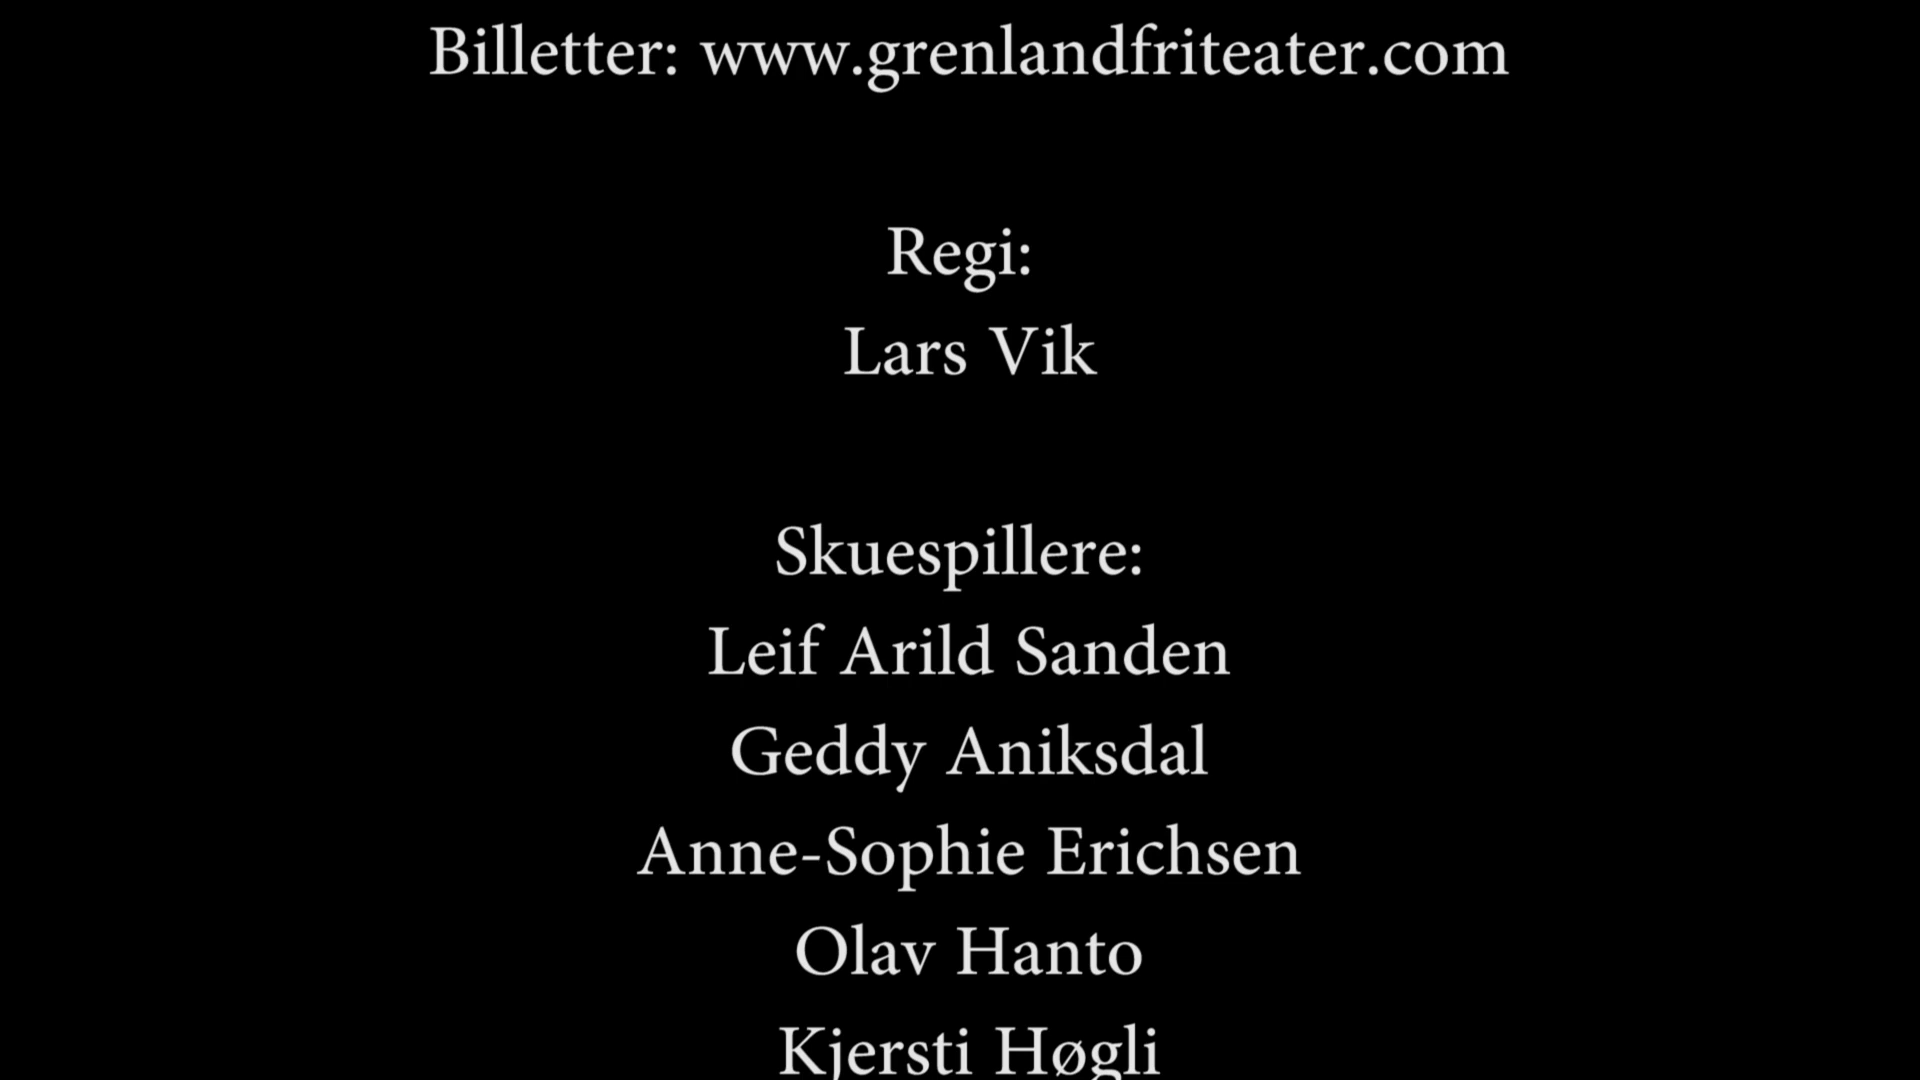 Billetter: www.grenlandfriteater.com
Regi:
Lars Vik
Skuespillere:
Leif Arild Sanden
Geddy Aniksdal
Anne-Sophie Erichsen
Olav Hanto
Kjersti Høgli